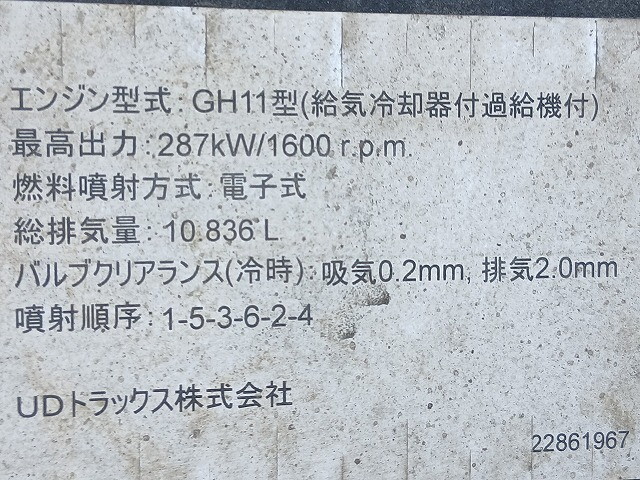 エンジン型式: GH11型(給気冷却器付過給機付)
最高出力: 287kW/1600 r.p.m.
燃料噴射方式: 電子式
総排気量: 10.836 L
バルブクリアランス(冷時): 吸気0.2mm, 排気2.0mm
噴射順序: 1-5-3-6-2-4
UDトラックス株式会社
22861967